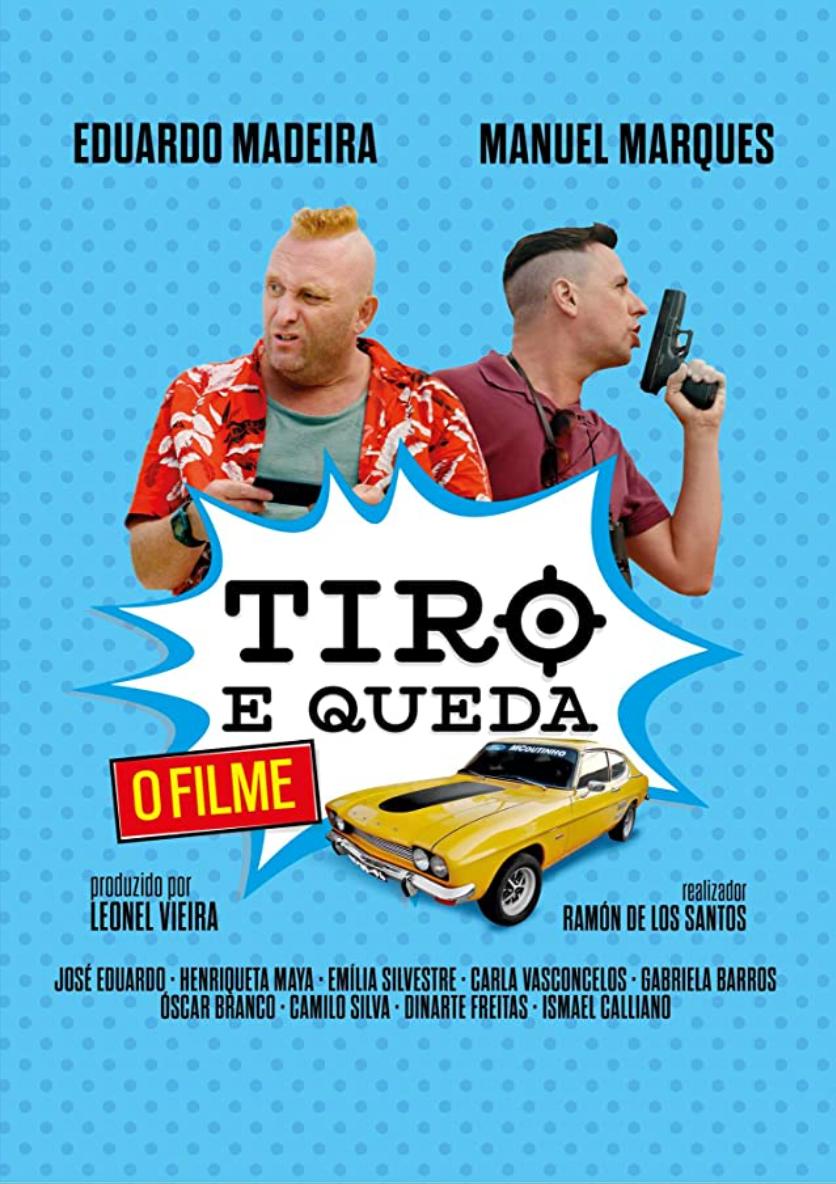 EDUARDO MADEIRA
MANUEL MARQUES
TIRO
E QUEDA
MCOUTINHO
O FILME
produzido por
LEONEL VIEIRA
realizador
RAMÓN DE LOS SANTOS
JOSÉ EDUARDO · HENRIQUETA MAYA · EMÍLIA SILVESTRE · CARLA VASCONCELOS · GABRIELA BARROS
ÓSCAR BRANCO · CAMILO SILVA · DINARTE FREITAS · ISMAEL CALLIANO